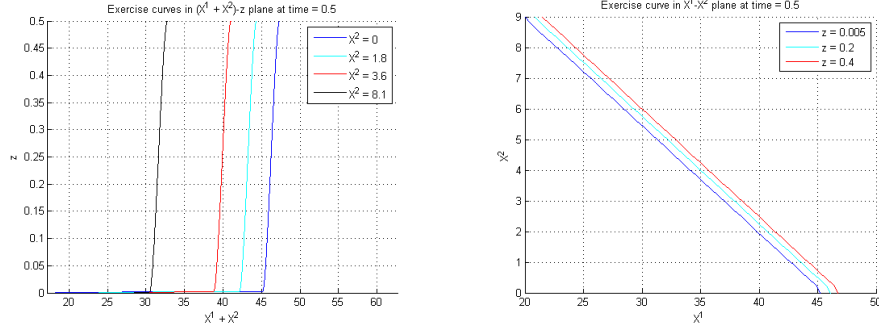 Exercise curves in (X¹ + X²)-z plane at time = 0.5
0.5
0.45
0.4
0.35
0.3
0.25
0.2
0.15
0.1
0.05
0
z
X² = 0
X² = 1.8
X² = 3.6
X² = 8.1
20 25 30 35 40 45 50 55 60
X¹ + X²
Exercise curve in X¹-X² plane at time = 0.5
9
8
7
6
5
4
3
2
1
0
X²
z = 0.005
z = 0.2
z = 0.4
20 25 30 35 40 45 50
X¹